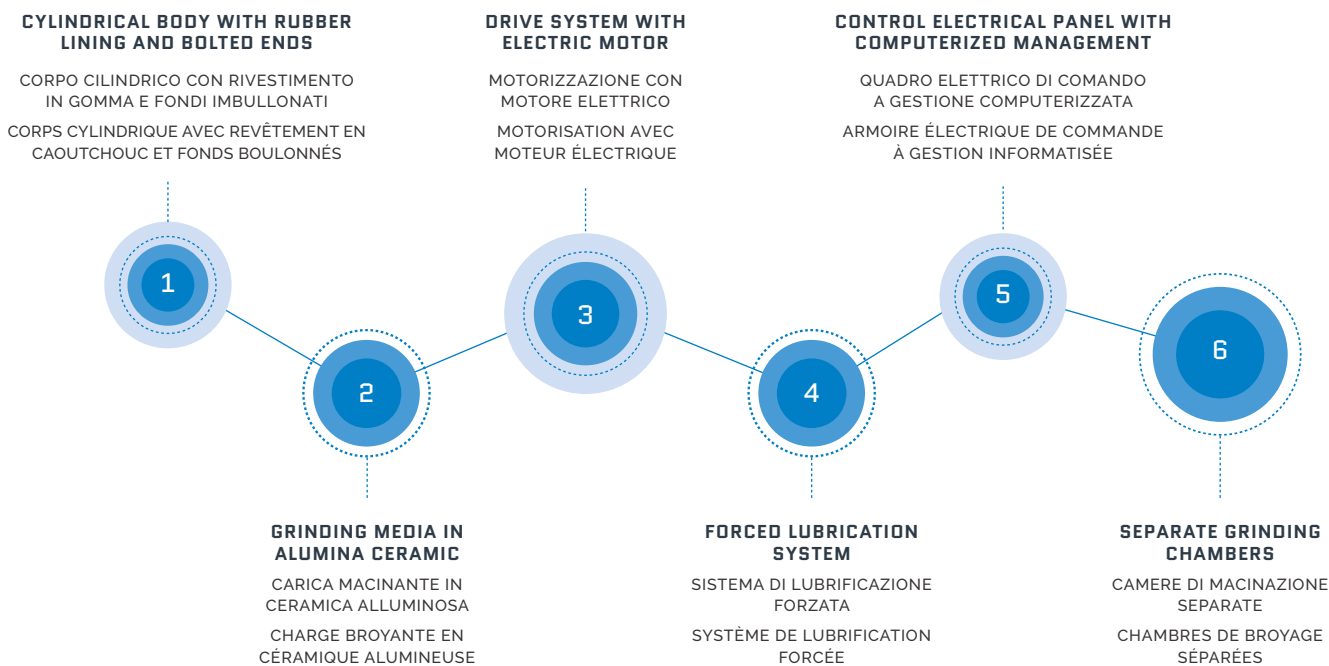 CYLINDRICAL BODY WITH RUBBER
LINING AND BOLTED ENDS
CORPO CILINDRICO CON RIVESTIMENTO
IN GOMMA E FONDI IMBULLONATI
CORPS CYLINDRIQUE AVEC REVÊTEMENT EN
CAOUTCHOUC ET FONDS BOULONNÉS
1
2
GRINDING MEDIA IN
ALUMINA CERAMIC
CARICA MACINANTE IN
CERAMICA ALLUMINOSA
CHARGE BROYANTE EN
CÉRAMIQUE ALUMINEUSE
DRIVE SYSTEM WITH
ELECTRIC MOTOR
MOTORIZZAZIONE CON
MOTORE ELETTRICO
MOTORISATION AVEC
MOTEUR ÉLECTRIQUE
3
4
FORCED LUBRICATION
SYSTEM
SISTEMA DI LUBRIFICAZIONE
FORZATA
SYSTÈME DE LUBRIFICATION
FORCÉE
CONTROL ELECTRICAL PANEL WITH
COMPUTERIZED MANAGEMENT
QUADRO ELETTRICO DI COMANDO
A GESTIONE COMPUTERIZZATA
ARMOIRE ÉLECTRIQUE DE COMMANDE
À GESTION INFORMATISÉE
5
6
SEPARATE GRINDING
CHAMBERS
CAMERE DI MACINAZIONE
SEPARATE
CHAMBRES DE BROYAGE
SÉPARÉES